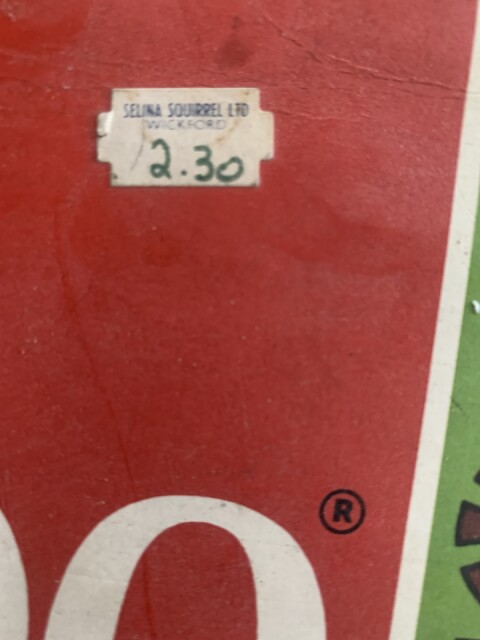 SELINA SQUIRREL LTD
WICKFORD
2.30
®